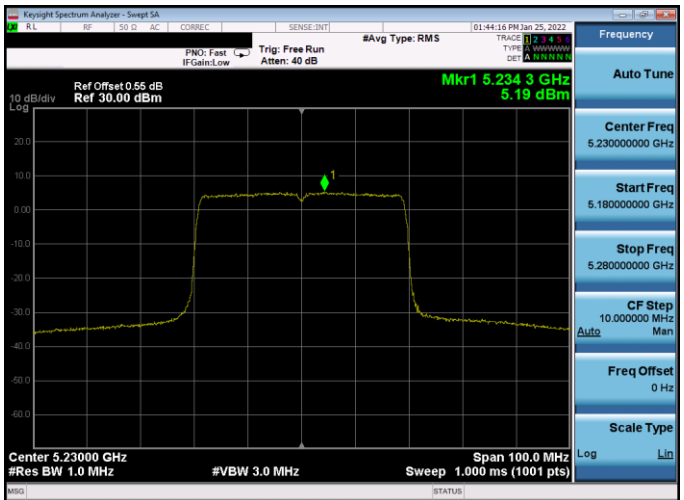 Keysight Spectrum Analyzer - Swept SA
RL RF 50 Ω AC CORREC SENSE:INT 01:44:16 PM Jan 25, 2022
#Avg Type: RMS
TRACE 1 2 3 4 5 6
TYPE A WWWWW
DET A N N N N N
PNO: Fast
IFGain:Low
Trig: Free Run
Atten: 40 dB
Mkr1 5.234 3 GHz
5.19 dBm
Ref Offset 0.55 dB
Ref 30.00 dBm
10 dB/div
Log
20.0
10.0
0.00
-10.0
-20.0
-30.0
-40.0
-50.0
-60.0
1
Center 5.23000 GHz
Span 100.0 MHz
#Res BW 1.0 MHz
#VBW 3.0 MHz
Sweep 1.000 ms (1001 pts)
MSG
STATUS
Frequency
Auto Tune
Center Freq
5.230000000 GHz
Start Freq
5.180000000 GHz
Stop Freq
5.280000000 GHz
CF Step
10.000000 MHz
Auto Man
Freq Offset
0 Hz
Scale Type
Log Lin